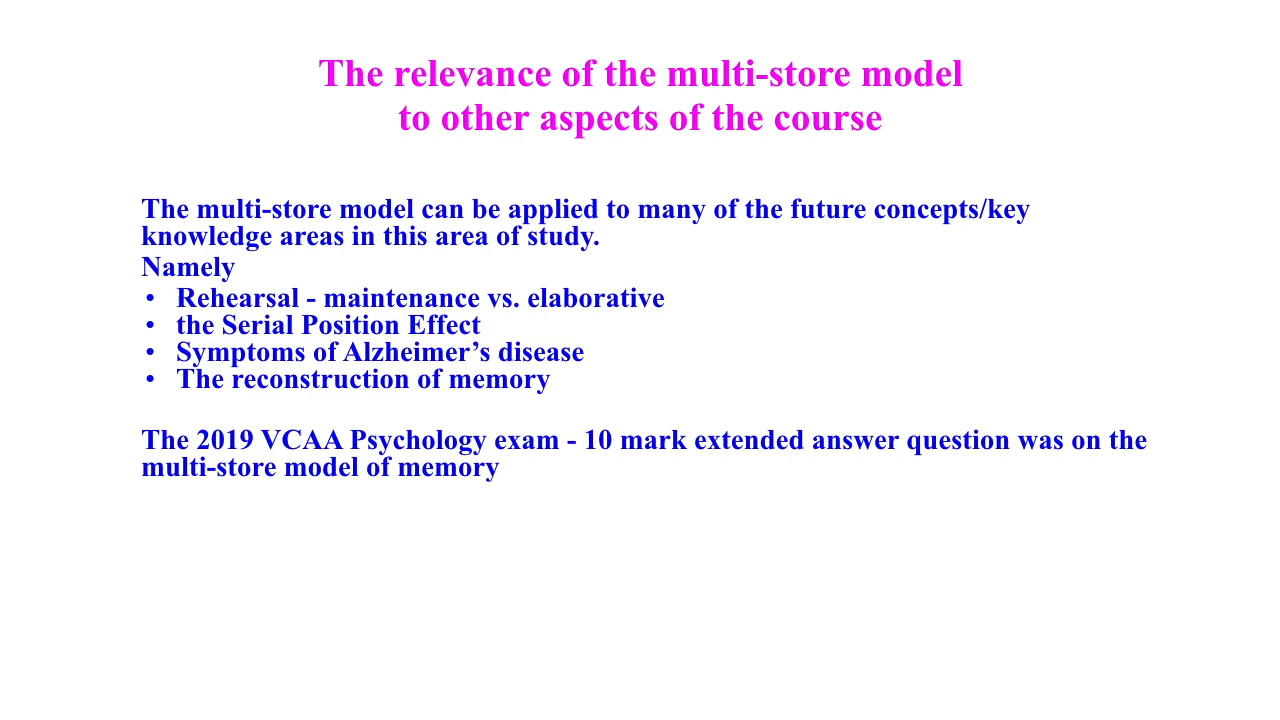 The relevance of the multi-store model
to other aspects of the course
The multi-store model can be applied to many of the future concepts/key
knowledge areas in this area of study.
Namely
• Rehearsal - maintenance vs. elaborative
• the Serial Position Effect
• Symptoms of Alzheimer’s disease
• The reconstruction of memory
The 2019 VCAA Psychology exam - 10 mark extended answer question was on the
multi-store model of memory